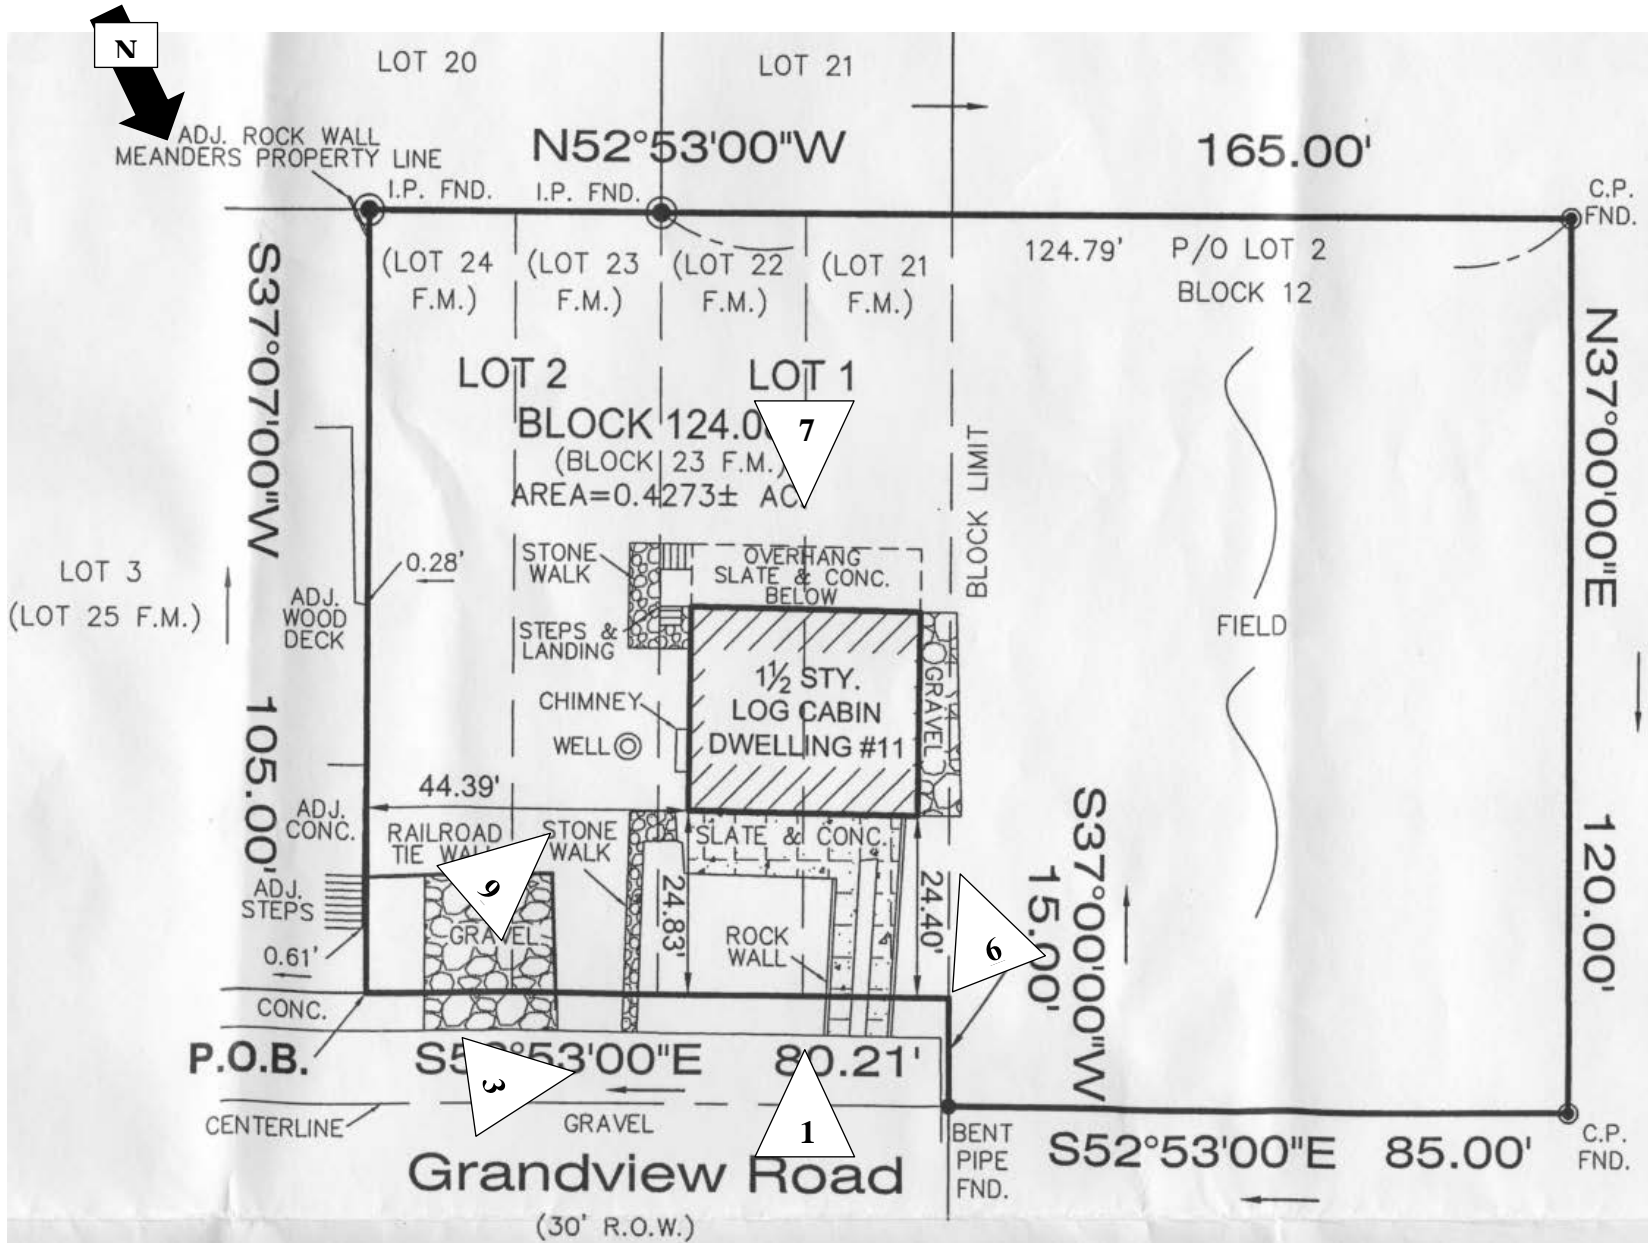 N
LOT 20
LOT 21
ADJ. ROCK WALL
MEANDERS PROPERTY LINE
N52°53'00"W
165.00'
I.P. FND.
I.P. FND.
C.P.
FND.
(LOT 24
F.M.)
(LOT 23
F.M.)
(LOT 22
F.M.)
(LOT 21
F.M.)
124.79'
P/O LOT 2
BLOCK 12
S37°07'00"W
105.00'
N37°00'00"E
120.00'
LOT 2
LOT 1
BLOCK 124.0
7
(BLOCK 23 F.M.)
AREA=0.4273± AC
BLOCK LIMIT
STONE
WALK
OVERHANG
SLATE & CONC.
BELOW
0.28'
LOT 3
(LOT 25 F.M.)
ADJ.
WOOD
DECK
STEPS &
LANDING
FIELD
1½ STY.
LOG CABIN
DWELLING #11
GRAVEL
CHIMNEY
WELL
44.39'
ADJ.
CONC.
RAILROAD
TIE WAL
STONE
WALK
SLATE & CONC.
ADJ.
STEPS
9
GRAVEL
24.83'
ROCK
WALL
24.40'
6
S37°00'00"W
15.00'
0.61'
CONC.
P.O.B.
S52°53'00"E
80.21'
3
1
CENTERLINE
GRAVEL
BENT
PIPE
FND.
S52°53'00"E
85.00'
C.P.
FND.
Grandview Road
(30' R.O.W.)